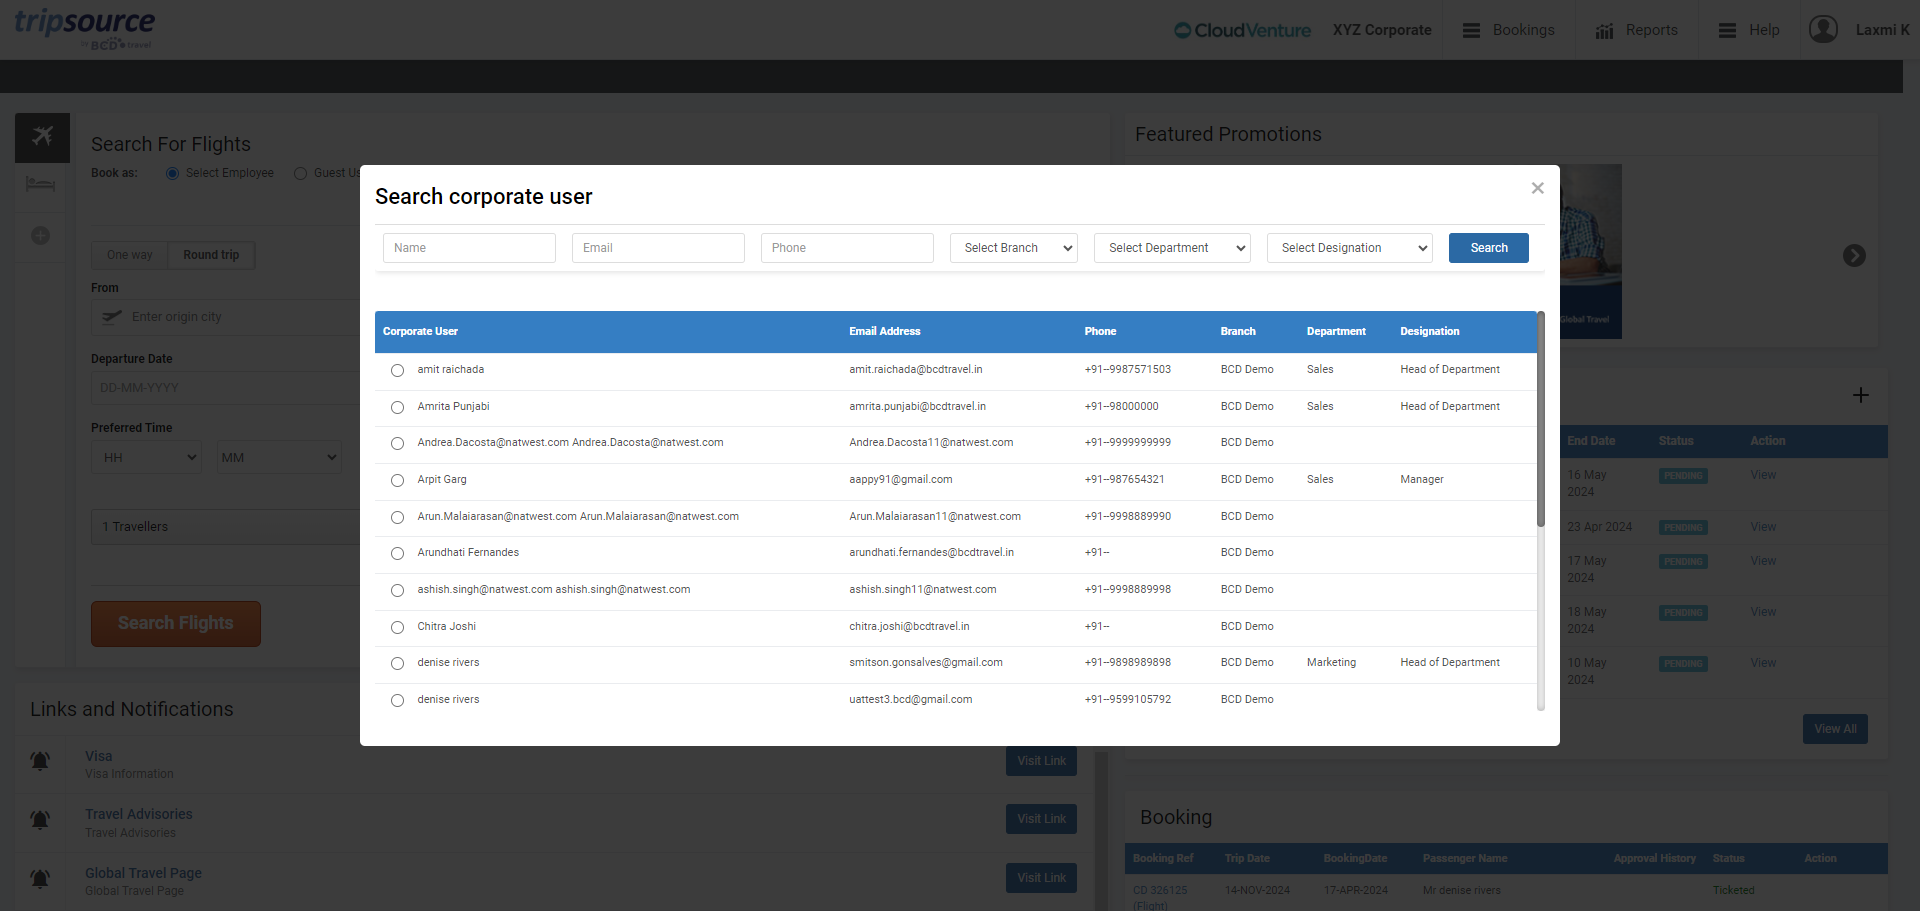 tripsource
by BCD travel
CloudVenture
XYZ Corporate
Bookings
Reports
Help
Laxmi K
Search For Flights
Book as:
Select Employee
Guest Us
One way
Round trip
From
Enter origin city
Departure Date
DD-MM-YYYY
Preferred Time
HH
MM
1 Travellers
Search Flights
Featured Promotions
Global Travel
Search corporate user
×
Name
Email
Phone
Select Branch
Select Department
Select Designation
Search
Corporate User Email Address Phone Branch Department Designation
amit raichada amit.raichada@bcdtravel.in +91--9987571503 BCD Demo Sales Head of Department
Amrita Punjabi amrita.punjabi@bcdtravel.in +91--98000000 BCD Demo Sales Head of Department
Andrea.Dacosta@natwest.com Andrea.Dacosta@natwest.com Andrea.Dacosta11@natwest.com +91--9999999999 BCD Demo
Arpit Garg aappy91@gmail.com +91--987654321 BCD Demo Sales Manager
Arun.Malaiarasan@natwest.com Arun.Malaiarasan@natwest.com Arun.Malaiarasan11@natwest.com +91--9998889990 BCD Demo
Arundhati Fernandes arundhati.fernandes@bcdtravel.in +91-- BCD Demo
ashish.singh@natwest.com ashish.singh@natwest.com ashish.singh11@natwest.com +91--9998889998 BCD Demo
Chitra Joshi chitra.joshi@bcdtravel.in +91-- BCD Demo
denise rivers smitson.gonsalves@gmail.com +91--9898989898 BCD Demo Marketing Head of Department
denise rivers uattest3.bcd@gmail.com +91--9599105792 BCD Demo
End Date Status Action
16 May
2024
PENDING
View
23 Apr 2024 PENDING View
17 May
2024
PENDING
View
18 May
2024
PENDING
View
10 May
2024
PENDING
View
View All
Links and Notifications
Visa
Visa Information
Visit Link
Travel Advisories
Travel Advisories
Visit Link
Global Travel Page
Global Travel Page
Visit Link
Booking
Booking Ref Trip Date BookingDate Passenger Name Approval History Status Action
CD 326125 14-NOV-2024 17-APR-2024 Mr denise rivers Ticketed
(Flight)